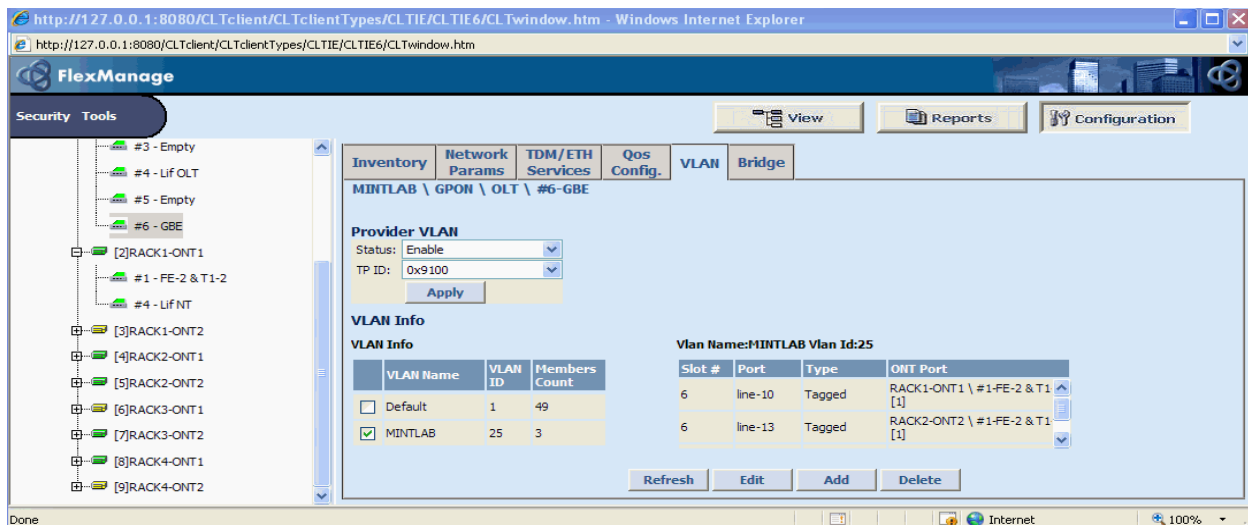 http://127.0.0.1:8080/CLTclient/CLTclientTypes/CLTIE/CLTIE6/CLTwindow.htm - Windows Internet Explorer
http://127.0.0.1:8080/CLTclient/CLTclientTypes/CLTIE/CLTIE6/CLTwindow.htm
FlexManage
Security Tools
View Reports Configuration
#3 - Empty
#4 - Lif OLT
#5 - Empty
#6 - GBE
[2]RACK1-ONT1
#1 - FE-2 & T1-2
#4 - Lif NT
[3]RACK1-ONT2
[4]RACK2-ONT1
[5]RACK2-ONT2
[6]RACK3-ONT1
[7]RACK3-ONT2
[8]RACK4-ONT1
[9]RACK4-ONT2
Inventory Network Params TDM/ETH Services Qos Config. VLAN Bridge
MINTLAB \ GPON \ OLT \ #6-GBE
Provider VLAN
Status: Enable
TP ID: 0x9100
Apply
VLAN Info
VLAN Info
VLAN Name VLAN ID Members Count
Default 1 49
MINTLAB 25 3
Vlan Name:MINTLAB Vlan Id:25
Slot # Port Type ONT Port
6 line-10 Tagged RACK1-ONT1 \ #1-FE-2 & T1- [1]
6 line-13 Tagged RACK2-ONT2 \ #1-FE-2 & T1- [1]
Refresh Edit Add Delete
Done Internet 100%